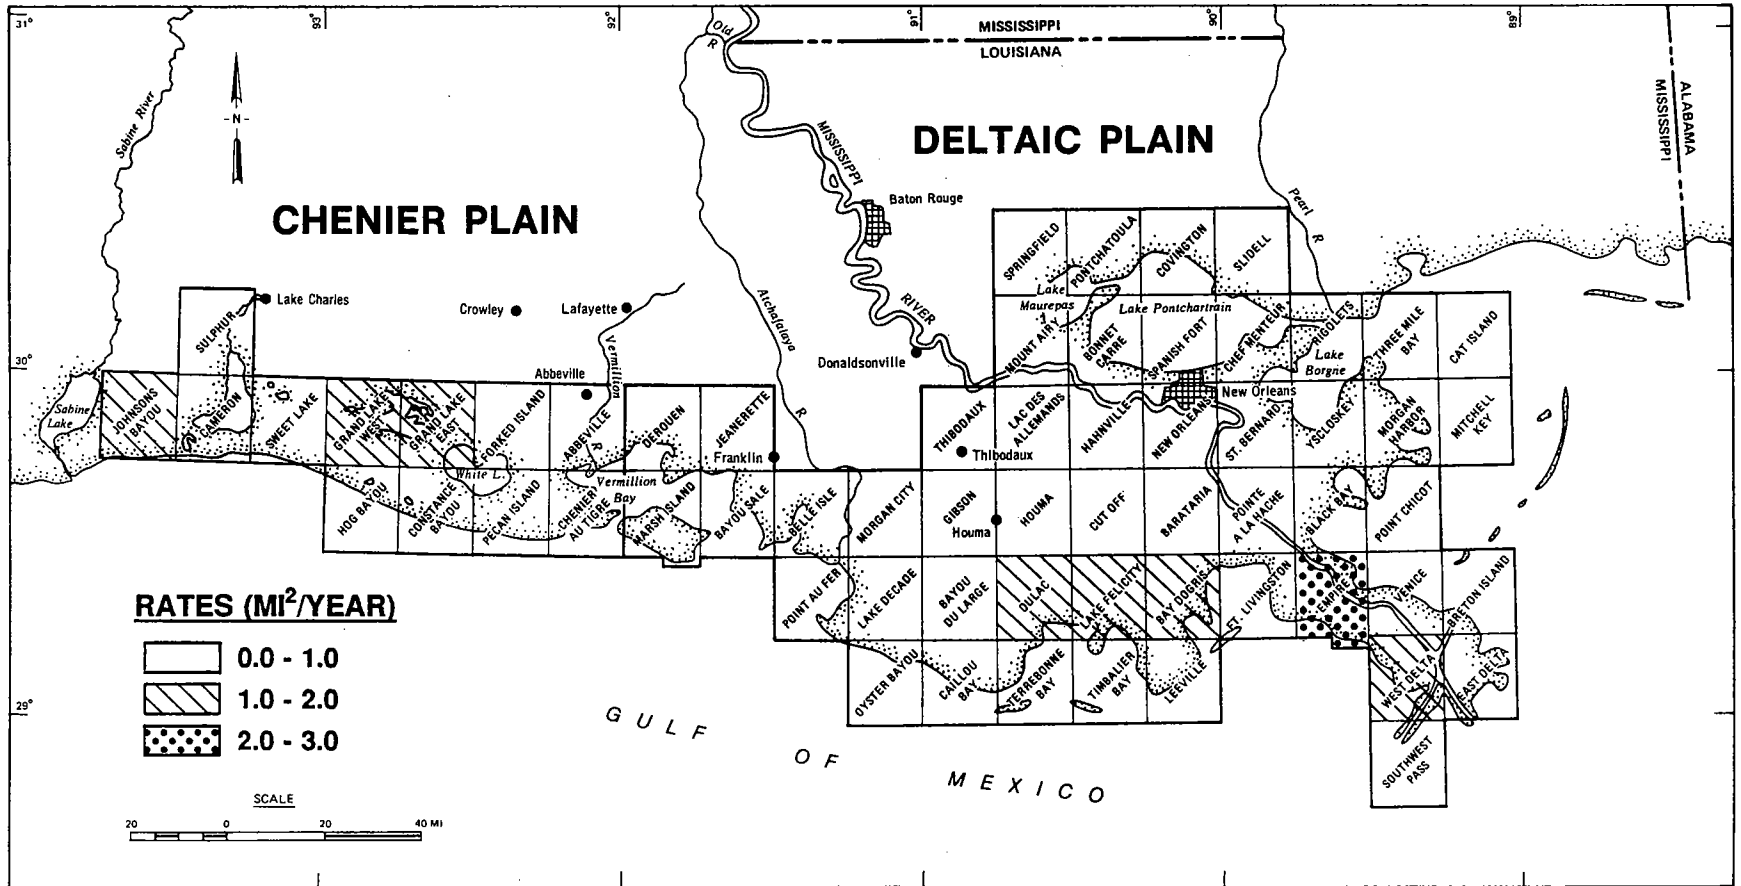 31°
93°
92°
91°
90°
89°
Old
R
MISSISSIPPI
LOUISIANA
ALABAMA
MISSISSIPPI
Sabine River
-N-
MISSISSIPPI
DELTAIC PLAIN
Baton Rouge
Pearl
R
CHENIER PLAIN
SPRINGFIELD
PONTCHATOULA
COVINGTON
SLIDELL
Lake Charles
Crowley
Lafayette
Atchafalaya
R
RIVER
Lake
Maurepas
Lake Pontchartrain
SULPHUR
Vermillion
R
Donaldsonville
MOUNT AIRY
BONNET
CARRE
SPANISH FORT
CHEF MENTEUR
RIGOLETS
THREE MILE
BAY
CAT ISLAND
Lake
Borgne
30°
Abbeville
New Orleans
Sabine
Lake
JOHNSONS
BAYOU
CAMERON
SWEET LAKE
GRAND LAKE
WEST
GRAND LAKE
EAST
FORKED ISLAND
ABBEVILLE
DEROUEN
JEANERETTE
THIBODAUX
LAC DES
ALLEMANDS
HAHNVILLE
NEW ORLEANS
ST. BERNARD
YSCLOSKEY
MORGAN
HARBOR
MITCHELL
KEY
Franklin
Thibodaux
White L.
Vermillion
Bay
HOG BAYOU
CONSTANCE
BAYOU
PECAN ISLAND
CHENIER
AU TIGRE
MARSH ISLAND
BAYOU SALE
BELLE ISLE
MORGAN CITY
GIBSON
Houma
HOUMA
CUT OFF
BARATARIA
POINTE
A LA HACHE
BLACK BAY
POINT CHICOT
POINT AU FER
LAKE DECADE
BAYOU
DU LARGE
DULAC
LAKE FELICITY
BAY DOGRIS
FT. LIVINGSTON
EMPIRE
VENICE
BRETON ISLAND
RATES (MI²/YEAR)
0.0 - 1.0
1.0 - 2.0
2.0 - 3.0
OYSTER BAYOU
CAILLOU
BAY
TERREBONNE
BAY
TIMBALIER
BAY
LEEVILLE
WEST DELTA
EAST DELTA
29°
SOUTHWEST
PASS
GULF OF MEXICO
SCALE
20 0 20 40 MI